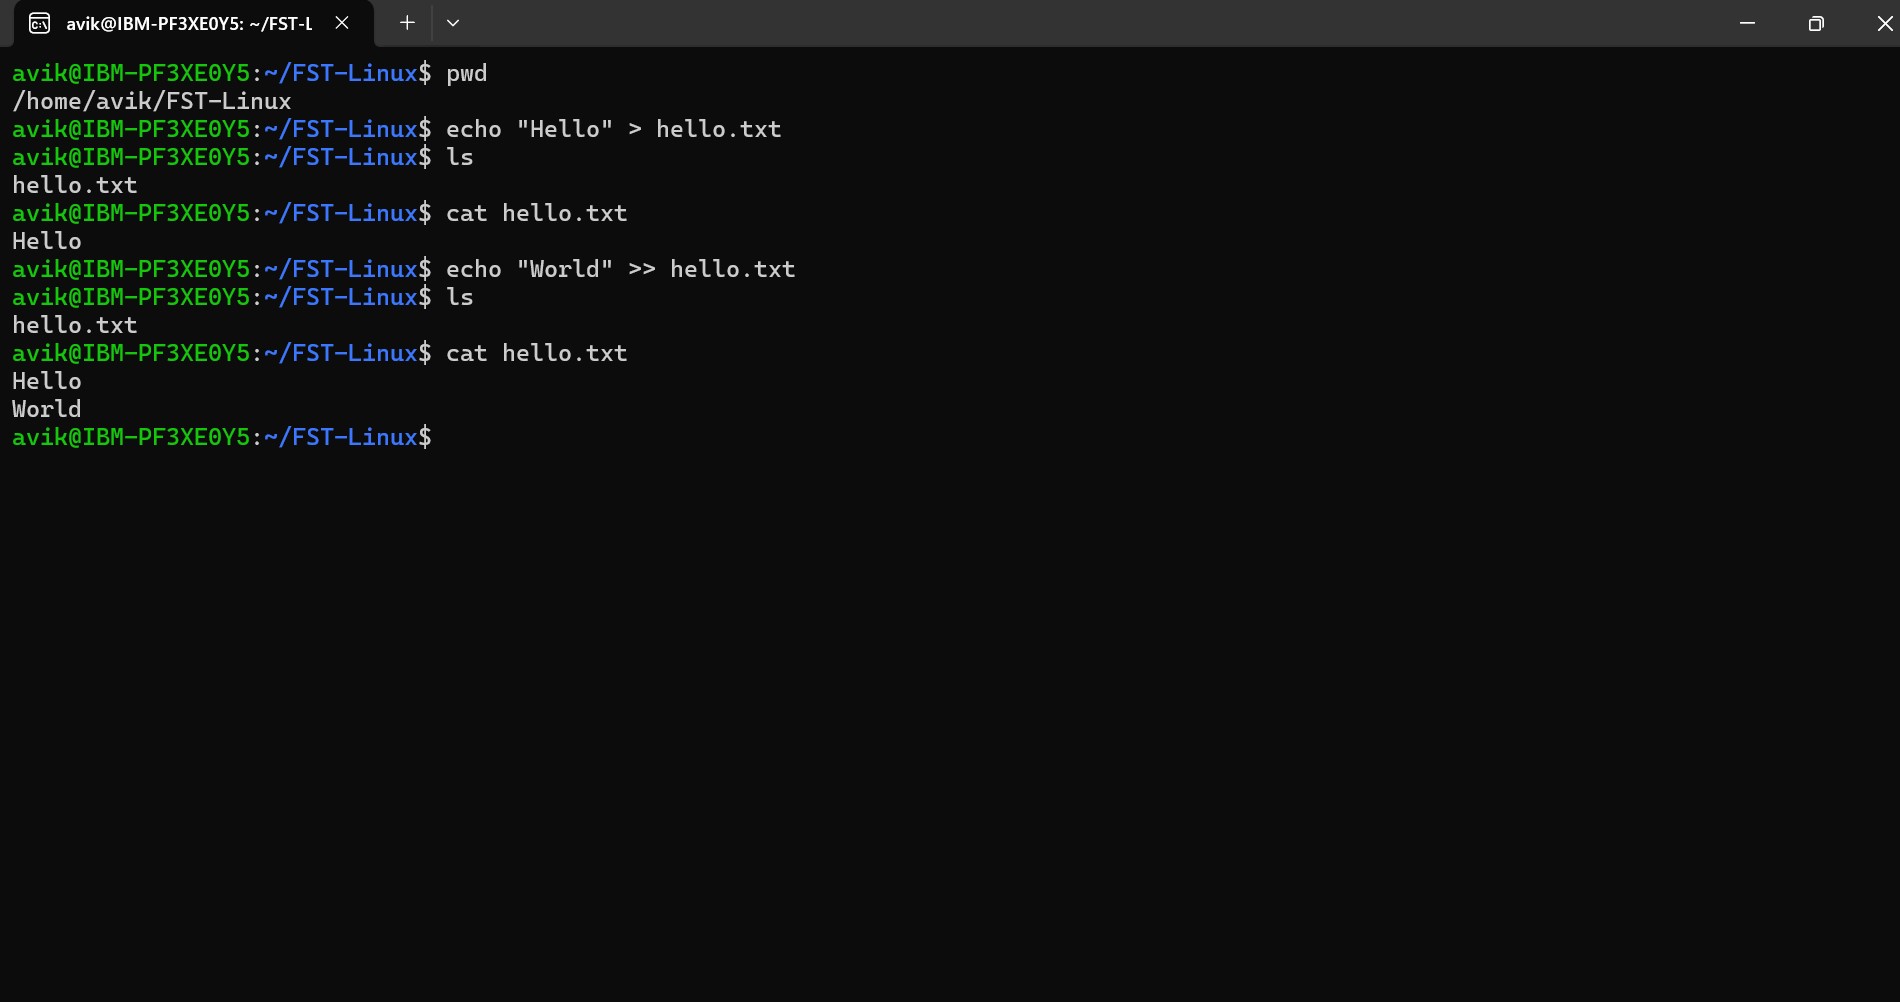 avik@IBM-PF3XE0Y5: ~/FST-L
avik@IBM-PF3XE0Y5:~/FST-Linux$ pwd
/home/avik/FST-Linux
avik@IBM-PF3XE0Y5:~/FST-Linux$ echo "Hello" > hello.txt
avik@IBM-PF3XE0Y5:~/FST-Linux$ ls
hello.txt
avik@IBM-PF3XE0Y5:~/FST-Linux$ cat hello.txt
Hello
avik@IBM-PF3XE0Y5:~/FST-Linux$ echo "World" >> hello.txt
avik@IBM-PF3XE0Y5:~/FST-Linux$ ls
hello.txt
avik@IBM-PF3XE0Y5:~/FST-Linux$ cat hello.txt
Hello
World
avik@IBM-PF3XE0Y5:~/FST-Linux$